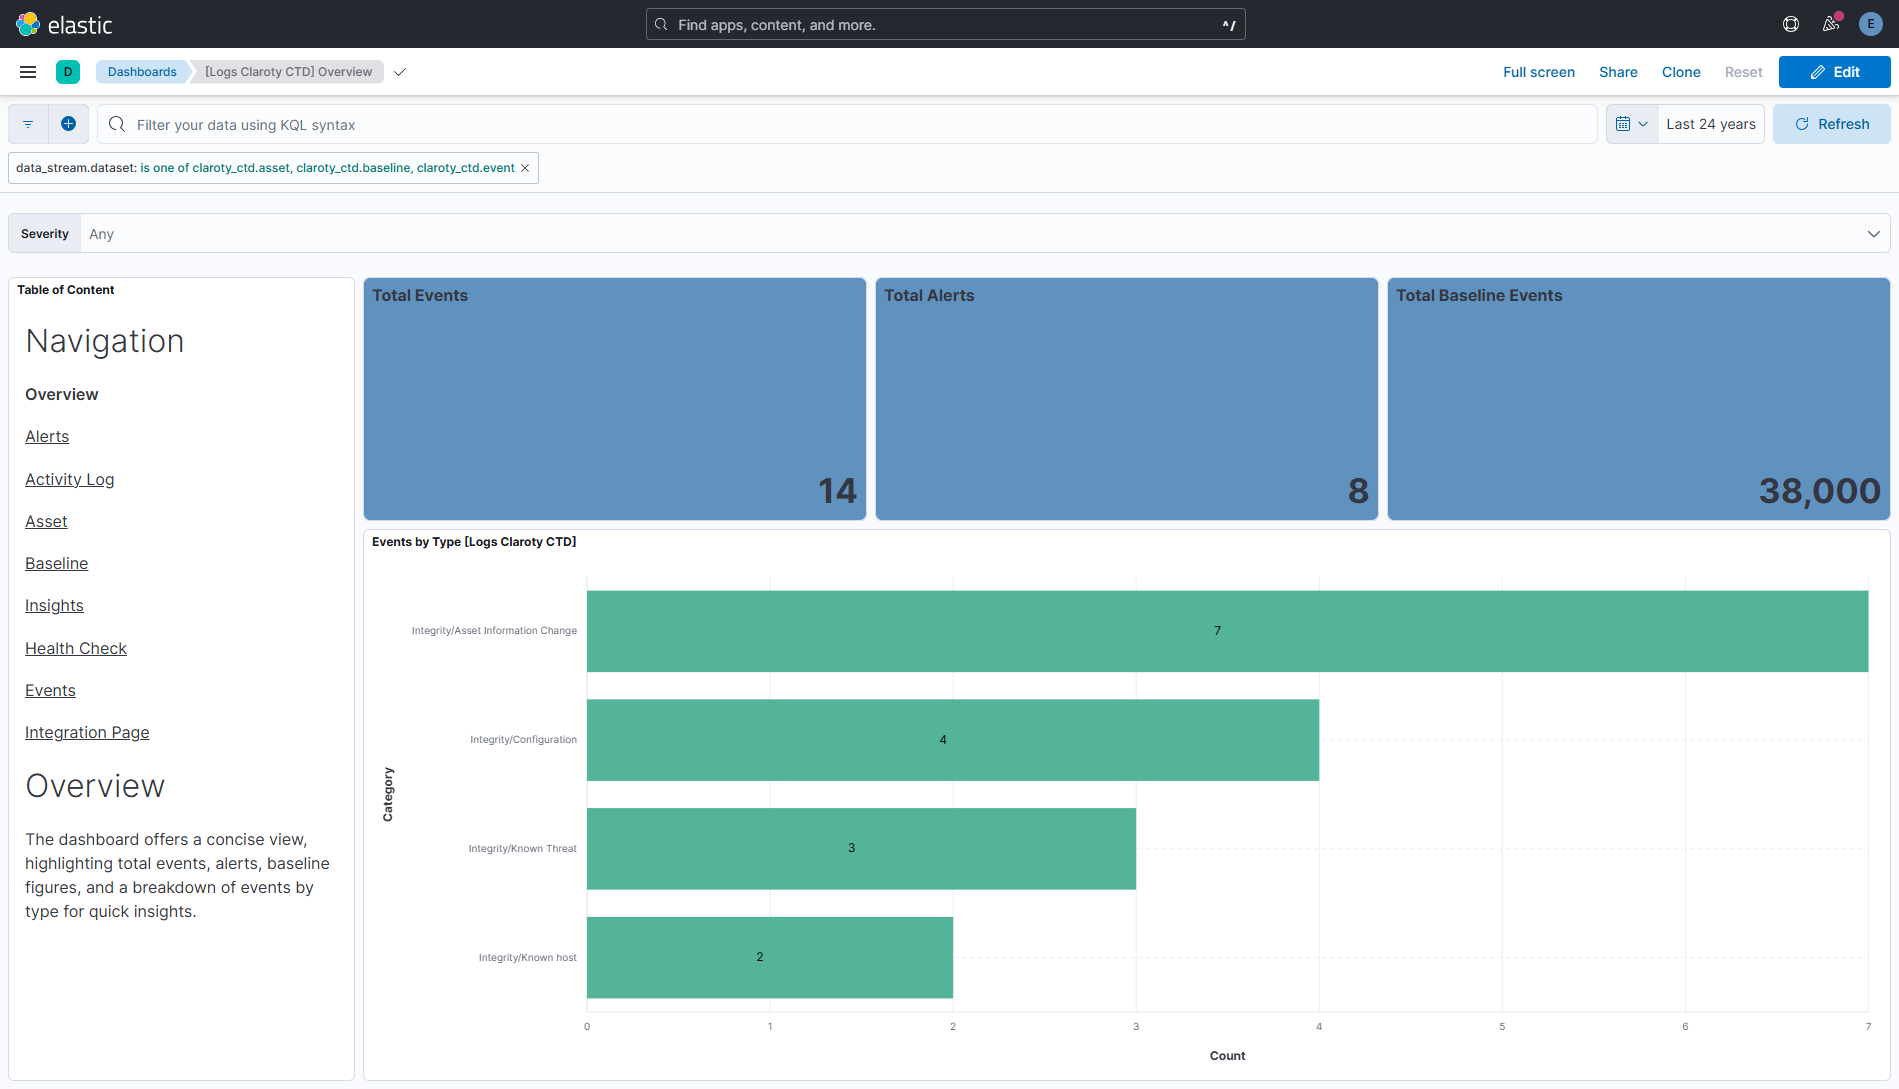 elastic
Find apps, content, and more.
^/
E
D
Dashboards
[Logs Claroty CTD] Overview
Full screen
Share
Clone
Reset
Edit
Filter your data using KQL syntax
Last 24 years
Refresh
data_stream.dataset: is one of claroty_ctd.asset, claroty_ctd.baseline, claroty_ctd.event
Severity
Any
Table of Content
Navigation
Overview
Alerts
Activity Log
Asset
Baseline
Insights
Health Check
Events
Integration Page
Overview
The dashboard offers a concise view,
highlighting total events, alerts, baseline
figures, and a breakdown of events by
type for quick insights.
Total Events
14
Total Alerts
8
Total Baseline Events
38,000
Events by Type [Logs Claroty CTD]
Category
Integrity/Asset Information Change
7
Integrity/Configuration
4
Integrity/Known Threat
3
Integrity/Known host
2
0 1 2 3 4 5 6 7
Count